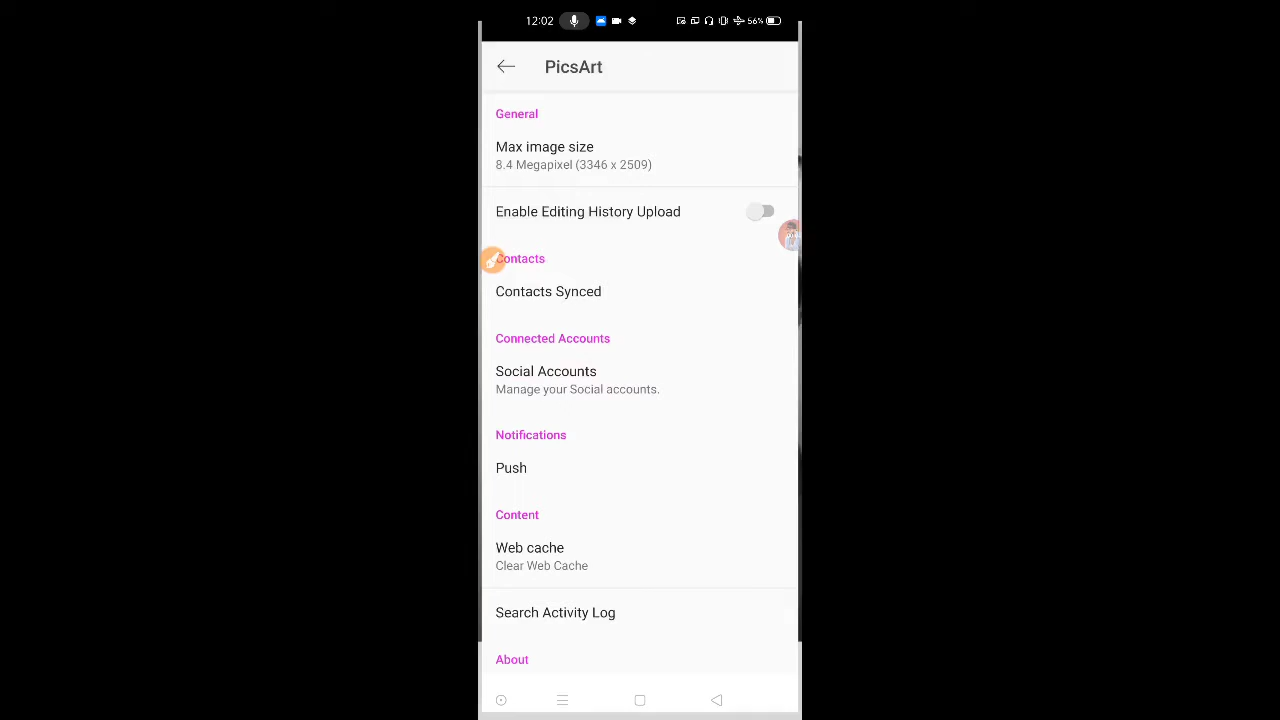 12:02 56%
PicsArt
General
Max image size
8.4 Megapixel (3346 x 2509)
Enable Editing History Upload
Contacts
Contacts Synced
Connected Accounts
Social Accounts
Manage your Social accounts.
Notifications
Push
Content
Web cache
Clear Web Cache
Search Activity Log
About